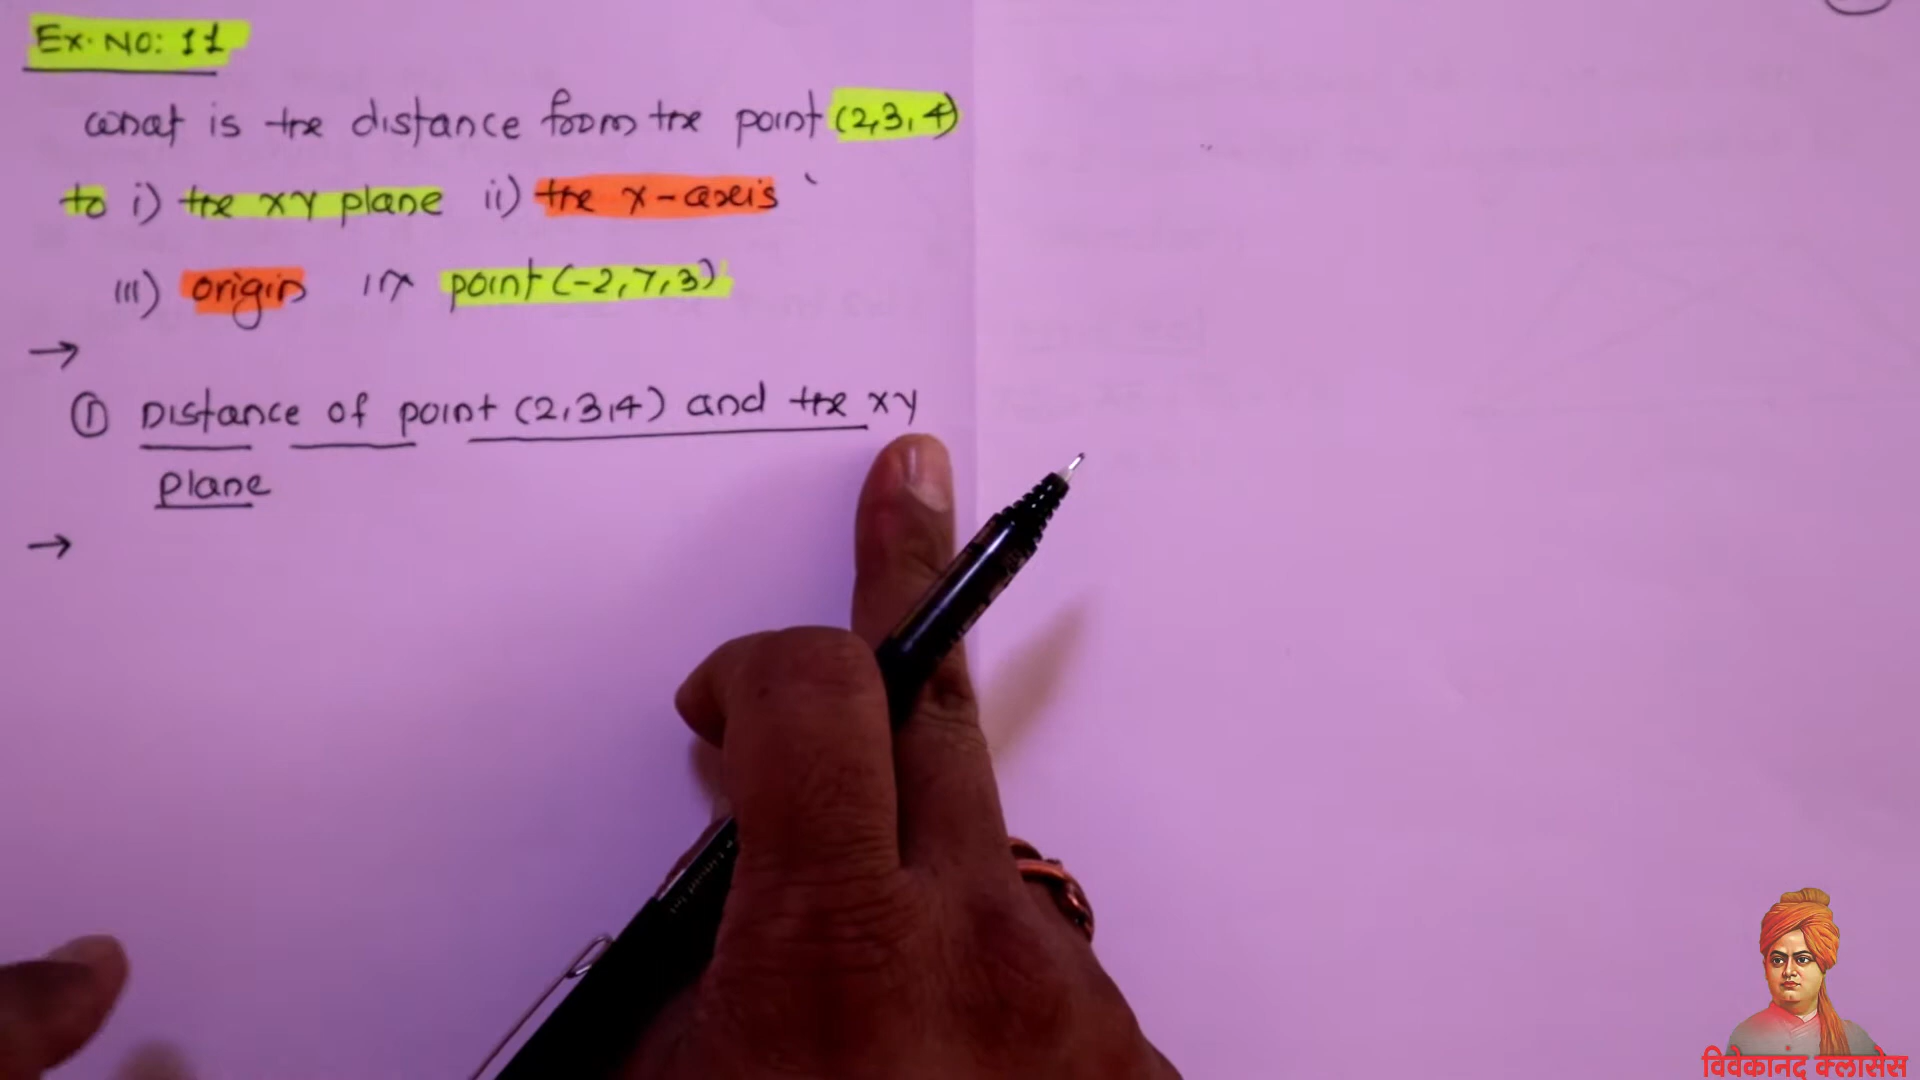 Ex. NO: 11
what is the distance from the point (2,3,4)
to i) the XY plane ii) the x-axis
iii) origin iv point (-2,7,3)
→
① Distance of point (2,3,4) and the xy
plane
→
विवेकानंद क्लासेस